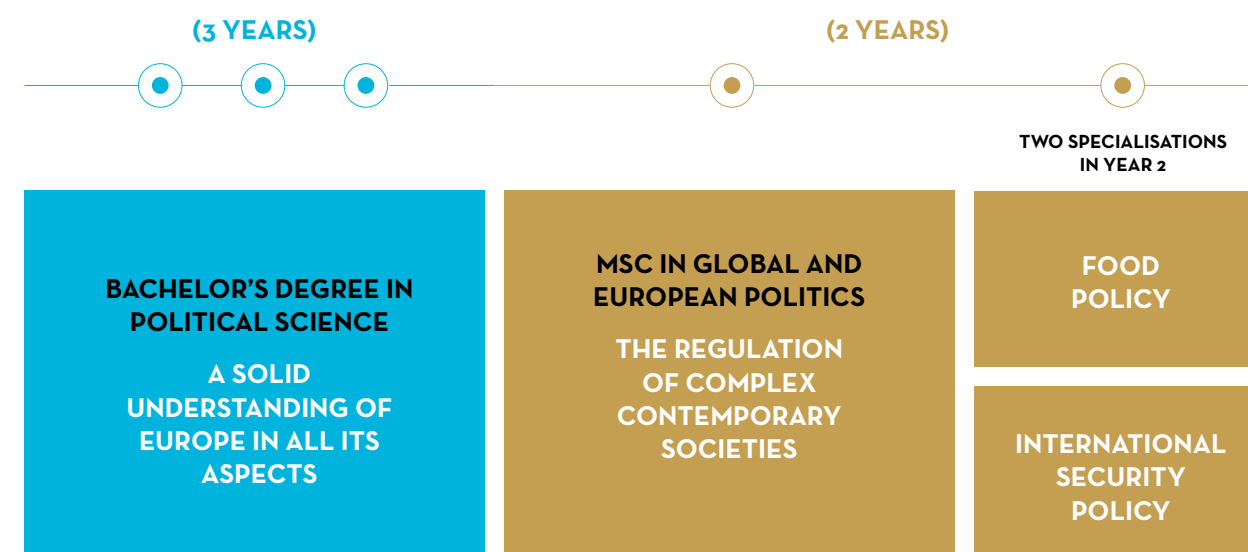 (3 YEARS)
(2 YEARS)
TWO SPECIALISATIONS
IN YEAR 2
BACHELOR'S DEGREE IN
POLITICAL SCIENCE
A SOLID
UNDERSTANDING OF
EUROPE IN ALL ITS
ASPECTS
MSC IN GLOBAL AND
EUROPEAN POLITICS
THE REGULATION
OF COMPLEX
CONTEMPORARY
SOCIETIES
FOOD
POLICY
INTERNATIONAL
SECURITY
POLICY